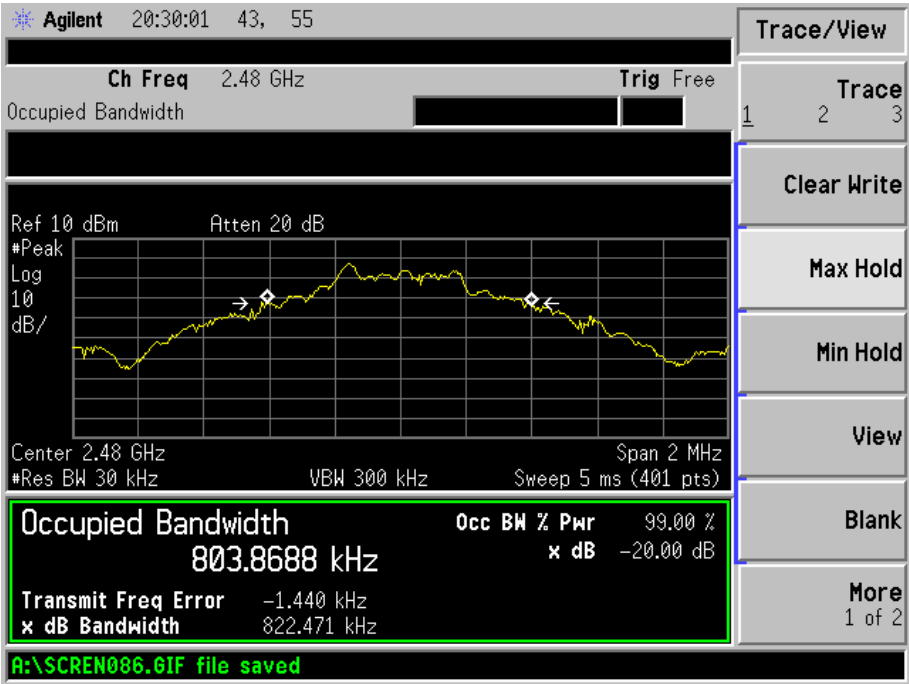 Agilent 20:30:01 43, 55
Trace/View
Ch Freq 2.48 GHz Trig Free
Occupied Bandwidth
Trace
1 2 3
Clear Write
Max Hold
Min Hold
View
Blank
More
1 of 2
Ref 10 dBm Atten 20 dB
#Peak
Log
10
dB/
Center 2.48 GHz Span 2 MHz
#Res BW 30 kHz VBW 300 kHz Sweep 5 ms (401 pts)
Occupied Bandwidth Occ BW % Pwr 99.00 %
803.8688 kHz x dB -20.00 dB
Transmit Freq Error -1.440 kHz
x dB Bandwidth 822.471 kHz
A:\SCREN086.GIF file saved